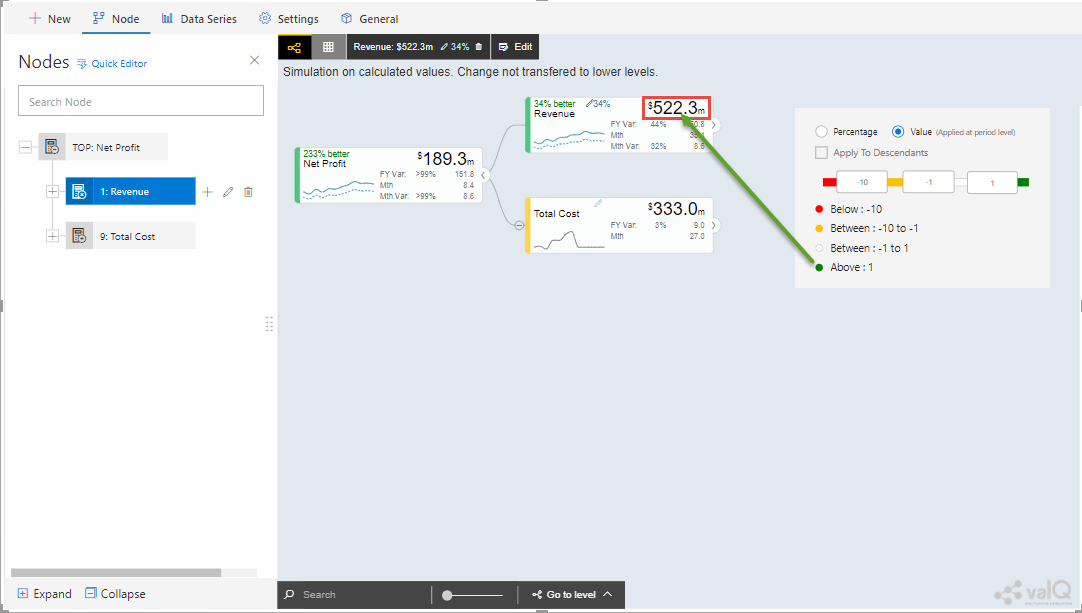 New Node Data Series Settings General
Nodes Quick Editor
Search Node
TOP: Net Profit
1: Revenue
9: Total Cost
Expand Collapse
Revenue: $522.3m 34% Edit
Simulation on calculated values. Change not transfered to lower levels.
233% better
Net Profit
$189.3m
FY Var: >99% 151.8
Mth 8.4
Mth Var: >99% 8.6
34% better 34%
Revenue
$522.3m
FY Var: 44%
Mth
Mth Var: 32% 8.6
Total Cost
$333.0m
FY Var: 3% 9.0
Mth 27.0
Percentage Value (Applied at period level)
Apply To Descendants
-10 -1 1
Below : -10
Between : -10 to -1
Between : -1 to 1
Above : 1
Search Go to level
valQ